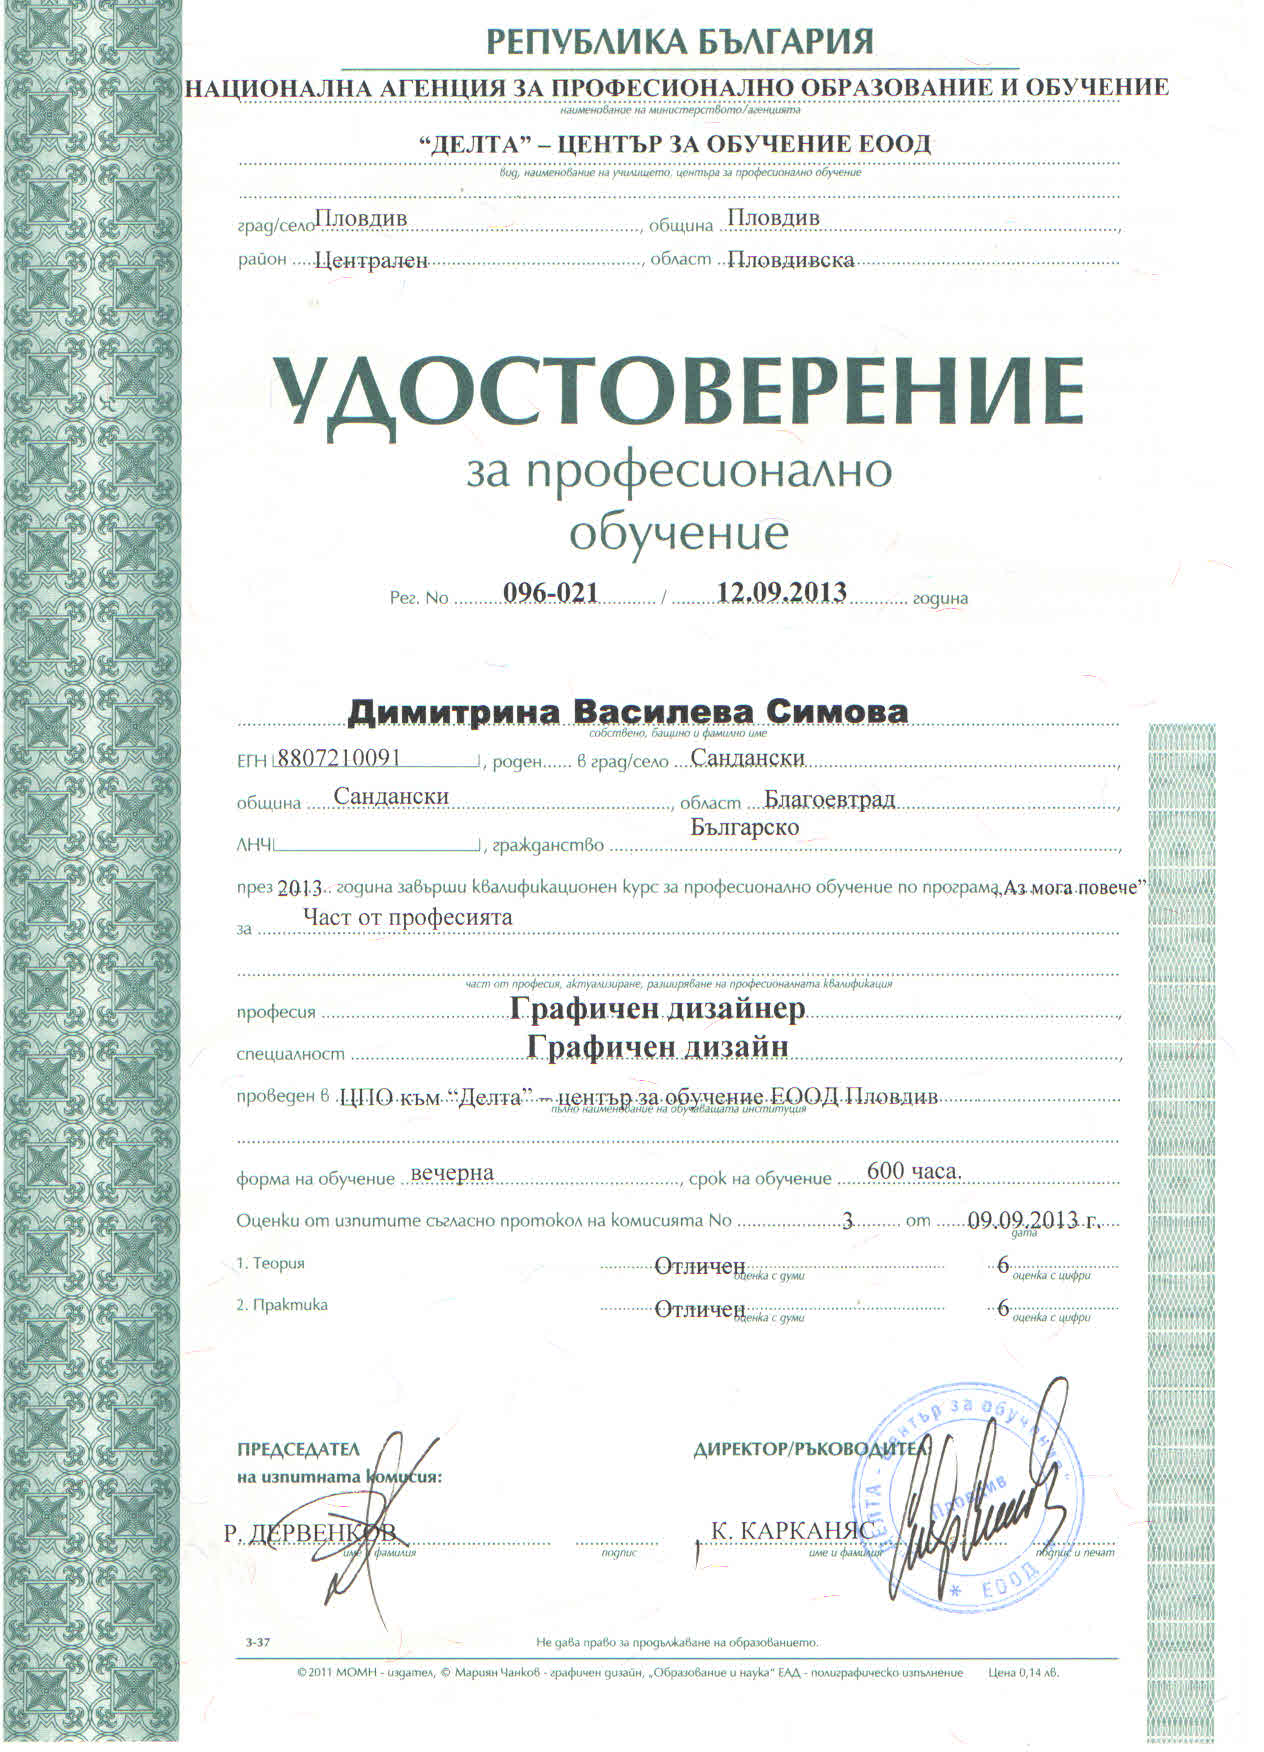 РЕПУБЛИКА БЪЛГАРИЯ
НАЦИОНАЛНА АГЕНЦИЯ ЗА ПРОФЕСИОНАЛНО ОБРАЗОВАНИЕ И ОБУЧЕНИЕ
наименование на министерството/агенцията
“ДЕЛТА” – ЦЕНТЪР ЗА ОБУЧЕНИЕ ЕООД
вид, наименование на училището, центъра за професионално обучение
град/село Пловдив, община Пловдив,
район Централен, област Пловдивска
УДОСТОВЕРЕНИЕ
за професионално
обучение
Рег. No 096-021 / 12.09.2013 година
Димитрина Василева Симова
собствено, бащино и фамилно име
ЕГН 8807210091, роден...... в град/село Сандански,
община Сандански, област Благоевтрад,
Българско
ЛНЧ, гражданство,
през 2013 година завърши квалификационен курс за професионално обучение по програма „Аз мога повече”
за Част от професията
част от професия, актуализиране, разширяване на професионалната квалификация
професия Графичен дизайнер,
специалност Графичен дизайн,
проведен в ЦПО към “Делта” – център за обучение ЕООД Пловдив
пълно наименование на обучаващата институция
форма на обучение вечерна, срок на обучение 600 часа.
Оценки от изпитите съгласно протокол на комисията No 3 от 09.09.2013 г.
дата
1. Теория Отличен 6
оценка с думи оценка с цифри
2. Практика Отличен 6
оценка с думи оценка с цифри
ПРЕДСЕДАТЕЛ ДИРЕКТОР/РЪКОВОДИТЕЛ
на изпитната комисия:
Р. ДЕРВЕНКОВ К. КАРКАНЯС
име и фамилия подпис име и фамилия подпис и печат
ДЕЛТА - център за обучение"
Пловдив
* ЕООД
3-37 Не дава право за продължаване на образованието.
©2011 МОМН - издател, © Мариян Чанков - графичен дизайн, „Образование и наука“ ЕАД - полиграфическо изпълнение Цена 0,14 лв.